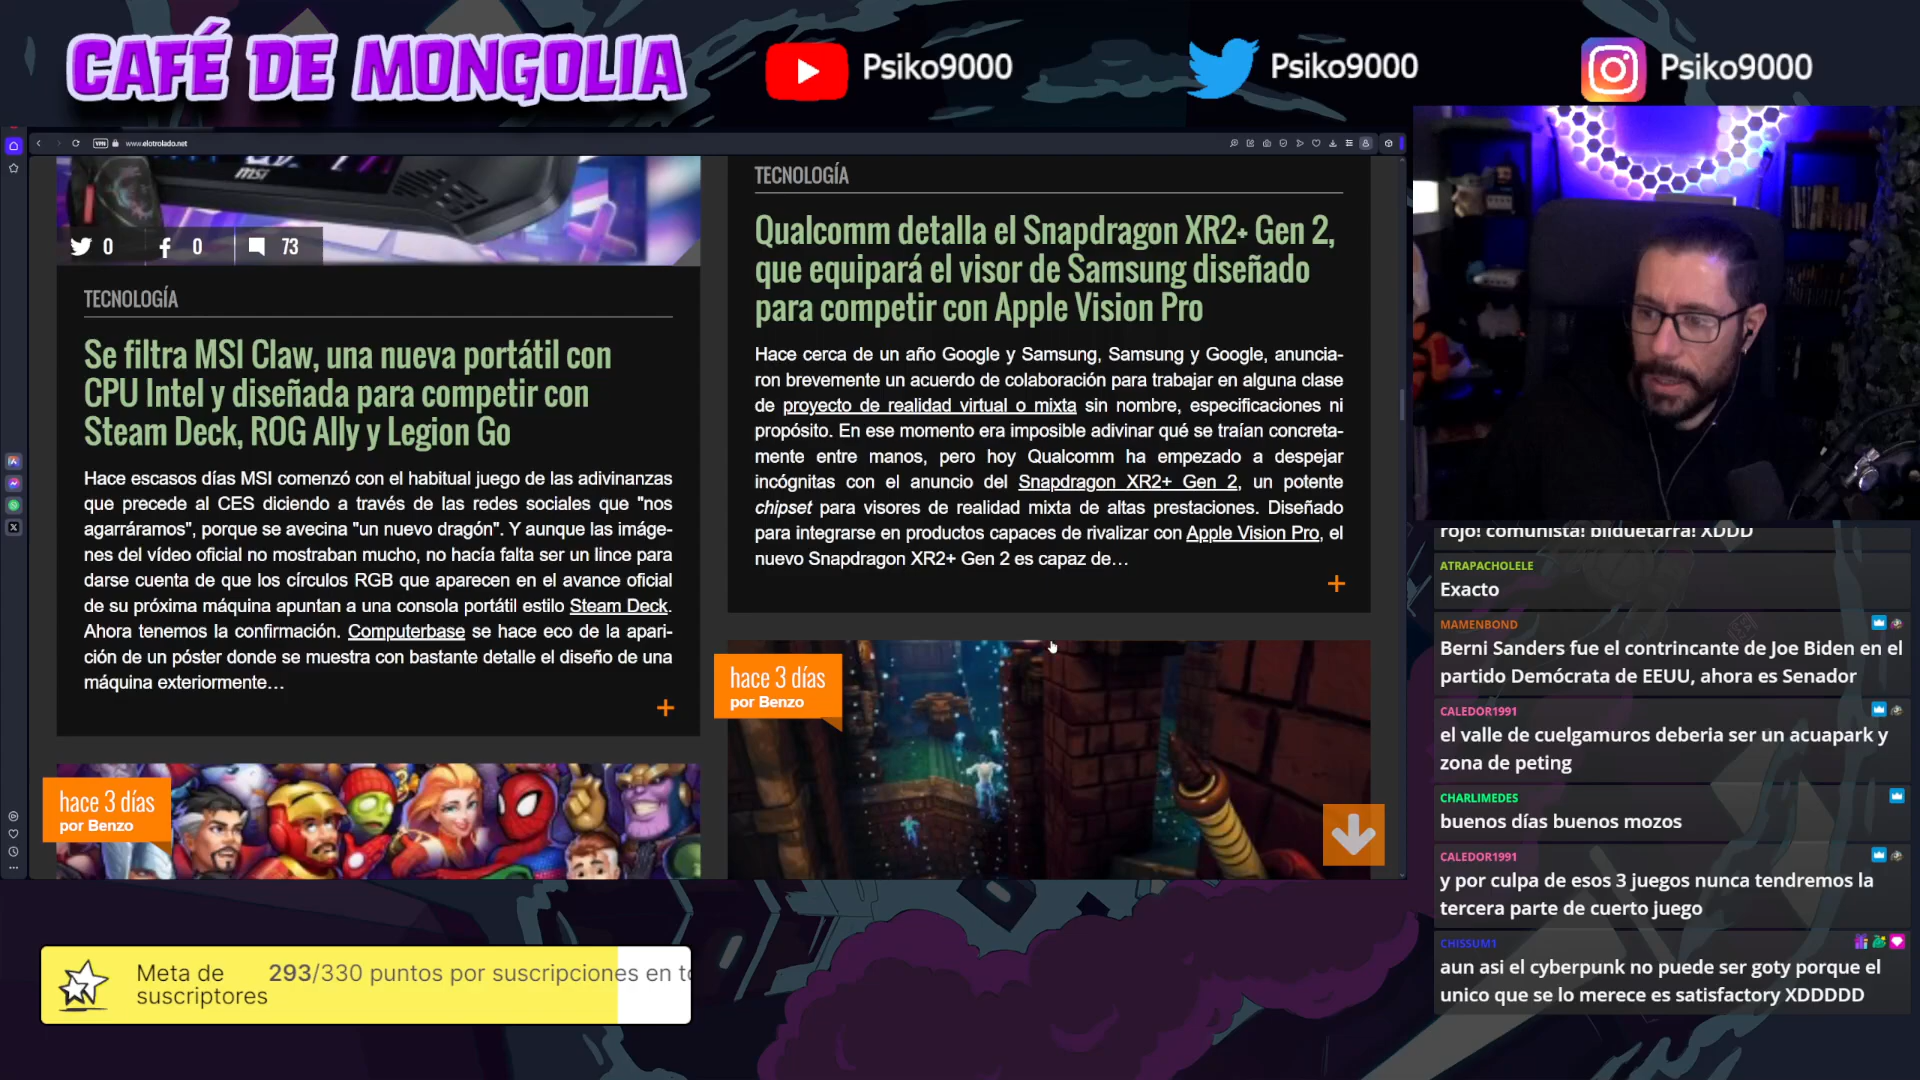 CAFÉ DE MONGOLIA
Psiko9000
Psiko9000
Psiko9000
VPN
www.elotrolado.net
msi
0
0
73
TECNOLOGÍA
Se filtra MSI Claw, una nueva portátil con
CPU Intel y diseñada para competir con
Steam Deck, ROG Ally y Legion Go
Hace escasos días MSI comenzó con el habitual juego de las adivinanzas
que precede al CES diciendo a través de las redes sociales que "nos
agarráramos", porque se avecina "un nuevo dragón". Y aunque las imáge-
nes del vídeo oficial no mostraban mucho, no hacía falta ser un lince para
darse cuenta de que los círculos RGB que aparecen en el avance oficial
de su próxima máquina apuntan a una consola portátil estilo Steam Deck.
Ahora tenemos la confirmación. Computerbase se hace eco de la apari-
ción de un póster donde se muestra con bastante detalle el diseño de una
máquina exteriormente…
+
hace 3 días
por Benzo
TECNOLOGÍA
Qualcomm detalla el Snapdragon XR2+ Gen 2,
que equipará el visor de Samsung diseñado
para competir con Apple Vision Pro
Hace cerca de un año Google y Samsung, Samsung y Google, anuncia-
ron brevemente un acuerdo de colaboración para trabajar en alguna clase
de proyecto de realidad virtual o mixta sin nombre, especificaciones ni
propósito. En ese momento era imposible adivinar qué se traían concreta-
mente entre manos, pero hoy Qualcomm ha empezado a despejar
incógnitas con el anuncio del Snapdragon XR2+ Gen 2, un potente
chipset para visores de realidad mixta de altas prestaciones. Diseñado
para integrarse en productos capaces de rivalizar con Apple Vision Pro, el
nuevo Snapdragon XR2+ Gen 2 es capaz de…
+
hace 3 días
por Benzo
rojo! comunista! bilduetarra! XDDD
ATRAPACHOLELE
Exacto
MAMENBOND
Berni Sanders fue el contrincante de Joe Biden en el
partido Demócrata de EEUU, ahora es Senador
CALEDOR1991
el valle de cuelgamuros deberia ser un acuapark y
zona de peting
CHARLIMEDES
buenos días buenos mozos
CALEDOR1991
y por culpa de esos 3 juegos nunca tendremos la
tercera parte de cuerto juego
CHISSUM1
aun asi el cyberpunk no puede ser goty porque el
unico que se lo merece es satisfactory XDDDDD
Meta de
suscriptores
293/330 puntos por suscripciones en to